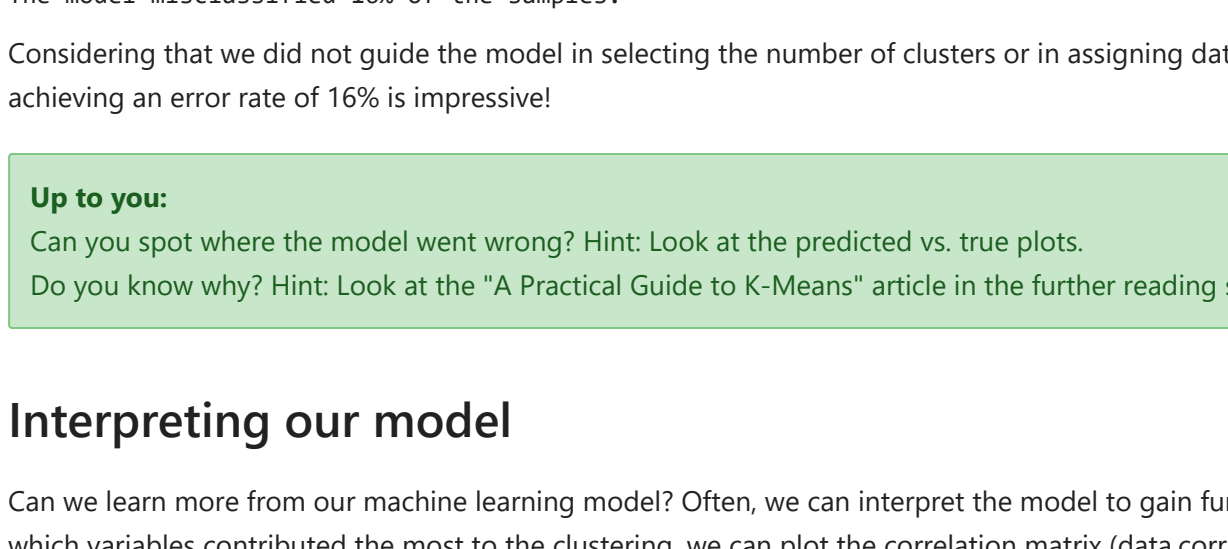 The model misclassified 16% of the samples.
Considering that we did not guide the model in selecting the number of clusters or in assigning
achieving an error rate of 16% is impressive!
Up to you:
Can you spot where the model went wrong? Hint: Look at the predicted vs. true plots.
Do you know why? Hint: Look at the "A Practical Guide to K-Means" article in the further reading
Interpreting our model
Can we learn more from our machine learning model? Often, we can interpret the model to gain
which variables contributed the most to the clustering, we can plot the correlation matrix (data